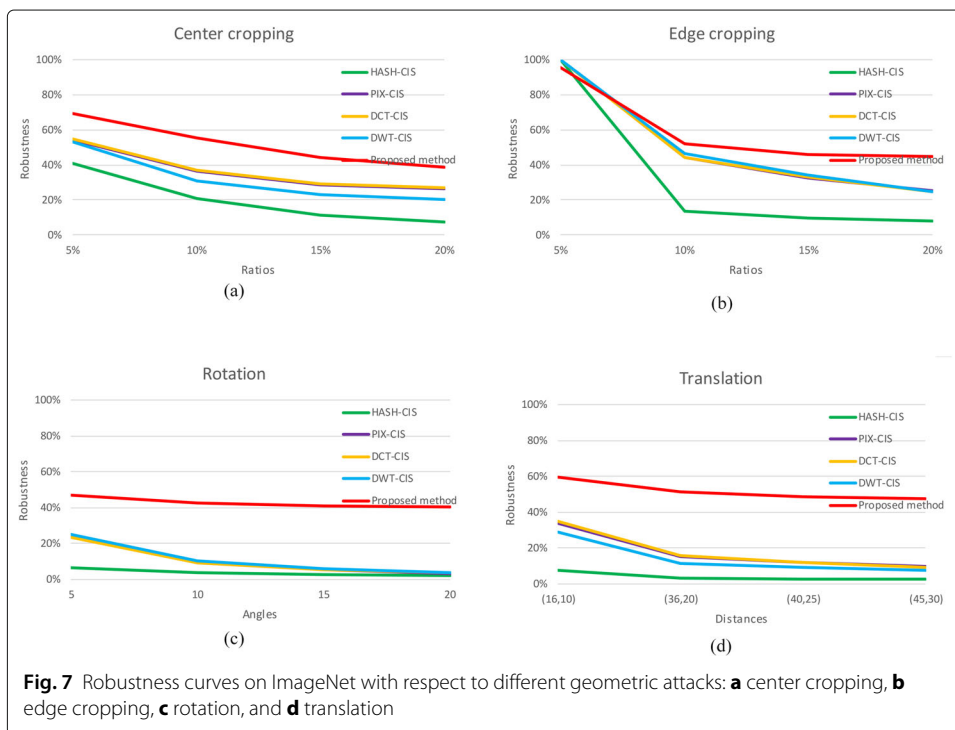 Center cropping
100%
80%
60%
40%
20%
0%
Robustness
5%
10%
15%
20%
Ratios
HASH-CIS
PIX-CIS
DCT-CIS
DWT-CIS
Proposed method
(a)
Edge cropping
100%
80%
60%
40%
20%
0%
Robustness
5%
10%
15%
20%
Ratios
HASH-CIS
PIX-CIS
DCT-CIS
DWT-CIS
Proposed method
(b)
Rotation
100%
80%
60%
40%
20%
0%
Robustness
5
10
15
20
Angles
HASH-CIS
PIX-CIS
DCT-CIS
DWT-CIS
Proposed method
(c)
Translation
100%
80%
60%
40%
20%
0%
Robustness
(16,10)
(36,20)
(40,25)
(45,30)
Distances
HASH-CIS
PIX-CIS
DCT-CIS
DWT-CIS
Proposed method
(d)
Fig. 7 Robustness curves on ImageNet with respect to different geometric attacks: a center cropping, b
edge cropping, c rotation, and d translation